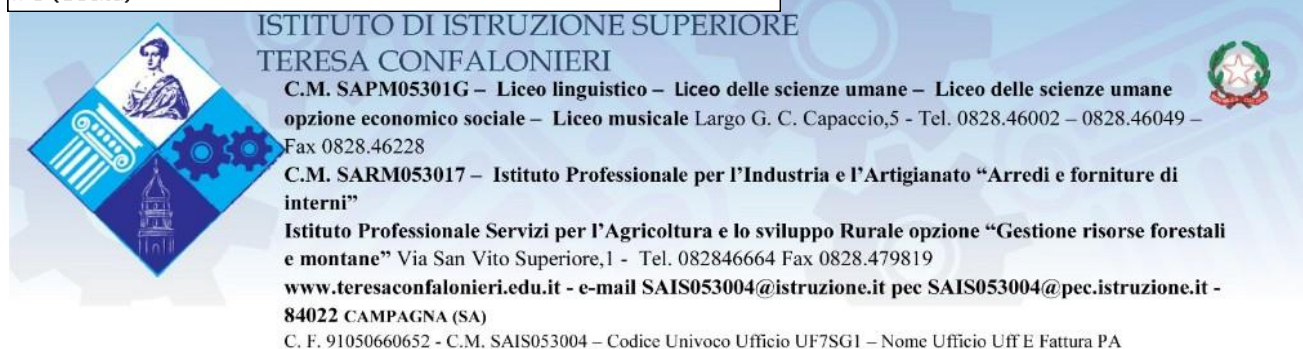 ISTITUTO DI ISTRUZIONE SUPERIORE
TERESA CONFALONIERI
C.M. SAPM05301G – Liceo linguistico – Liceo delle scienze umane – Liceo delle scienze umane
opzione economico sociale – Liceo musicale Largo G. C. Capaccio,5 - Tel. 0828.46002 – 0828.46049 –
Fax 0828.46228
C.M. SARM053017 – Istituto Professionale per l’Industria e l’Artigianato “Arredi e forniture di
interni”
Istituto Professionale Servizi per l’Agricoltura e lo sviluppo Rurale opzione “Gestione risorse forestali
e montane” Via San Vito Superiore,1 - Tel. 082846664 Fax 0828.479819
www.teresaconfalonieri.edu.it - e-mail SAIS053004@istruzione.it pec SAIS053004@pec.istruzione.it -
84022 CAMPAGNA (SA)
C. F. 91050660652 - C.M. SAIS053004 – Codice Univoco Ufficio UF7SG1 – Nome Ufficio Uff E Fattura PA